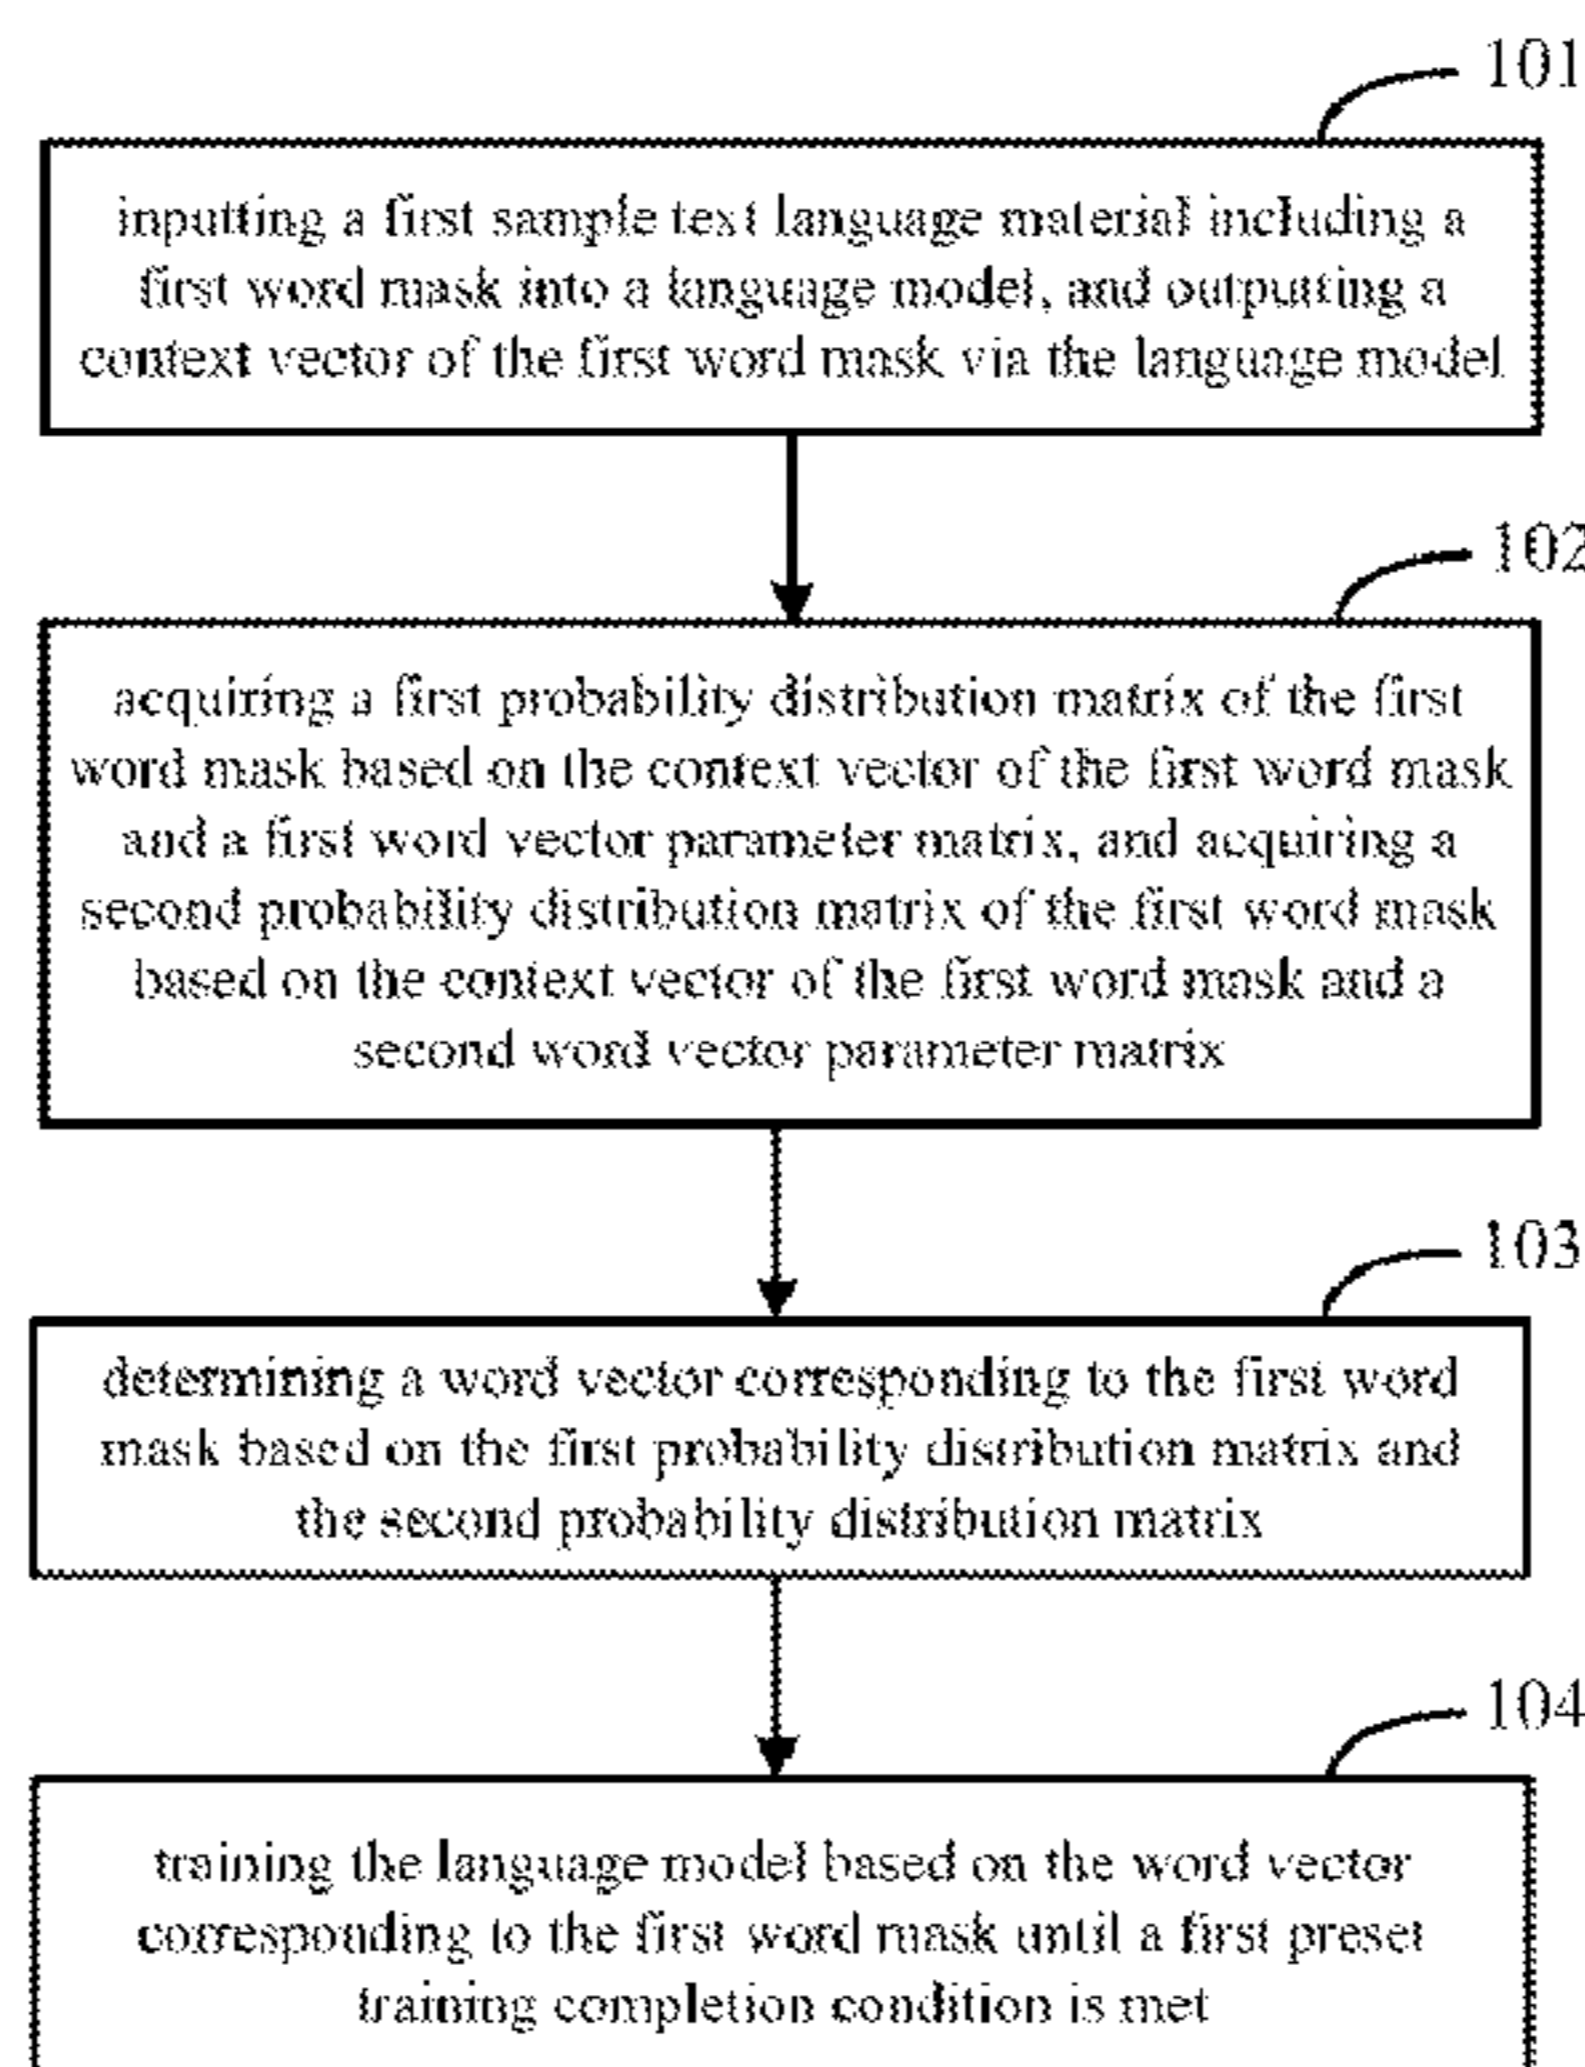 101
inputting a first sample text language material including a
first word mask into a language model, and outputting a
context vector of the first word mask via the language model
102
acquiring a first probability distribution matrix of the first
word mask based on the context vector of the first word mask
and a first word vector parameter matrix, and acquiring a
second probability distribution matrix of the first word mask
based on the context vector of the first word mask and a
second word vector parameter matrix
103
determining a word vector corresponding to the first word
mask based on the first probability distribution matrix and
the second probability distribution matrix
104
training the language model based on the word vector
corresponding to the first word mask until a first preset
training completion condition is met